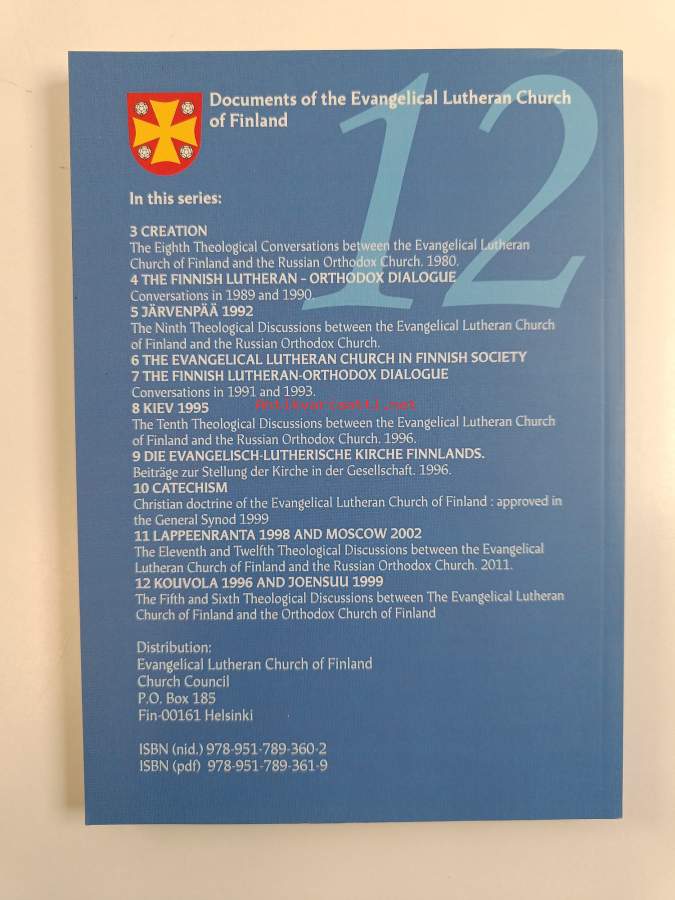 12
Documents of the Evangelical Lutheran Church
of Finland
In this series:
3 CREATION
The Eighth Theological Conversations between the Evangelical Lutheran
Church of Finland and the Russian Orthodox Church. 1980.
4 THE FINNISH LUTHERAN – ORTHODOX DIALOGUE
Conversations in 1989 and 1990.
5 JÄRVENPÄÄ 1992
The Ninth Theological Discussions between the Evangelical Lutheran Church
of Finland and the Russian Orthodox Church.
6 THE EVANGELICAL LUTHERAN CHURCH IN FINNISH SOCIETY
7 THE FINNISH LUTHERAN-ORTHODOX DIALOGUE
Conversations in 1991 and 1993.
Antikvariaatti.net
8 KIEV 1995
The Tenth Theological Discussions between the Evangelical Lutheran Church
of Finland and the Russian Orthodox Church. 1996.
9 DIE EVANGELISCH-LUTHERISCHE KIRCHE FINNLANDS.
Beiträge zur Stellung der Kirche in der Gesellschaft. 1996.
10 CATECHISM
Christian doctrine of the Evangelical Lutheran Church of Finland : approved in
the General Synod 1999
11 LAPPEENRANTA 1998 AND MOSCOW 2002
The Eleventh and Twelfth Theological Discussions between the Evangelical
Lutheran Church of Finland and the Russian Orthodox Church. 2011.
12 KOUVOLA 1996 AND JOENSUU 1999
The Fifth and Sixth Theological Discussions between The Evangelical Lutheran
Church of Finland and the Orthodox Church of Finland
Distribution:
Evangelical Lutheran Church of Finland
Church Council
P.O. Box 185
Fin-00161 Helsinki
ISBN (nid.) 978-951-789-360-2
ISBN (pdf) 978-951-789-361-9